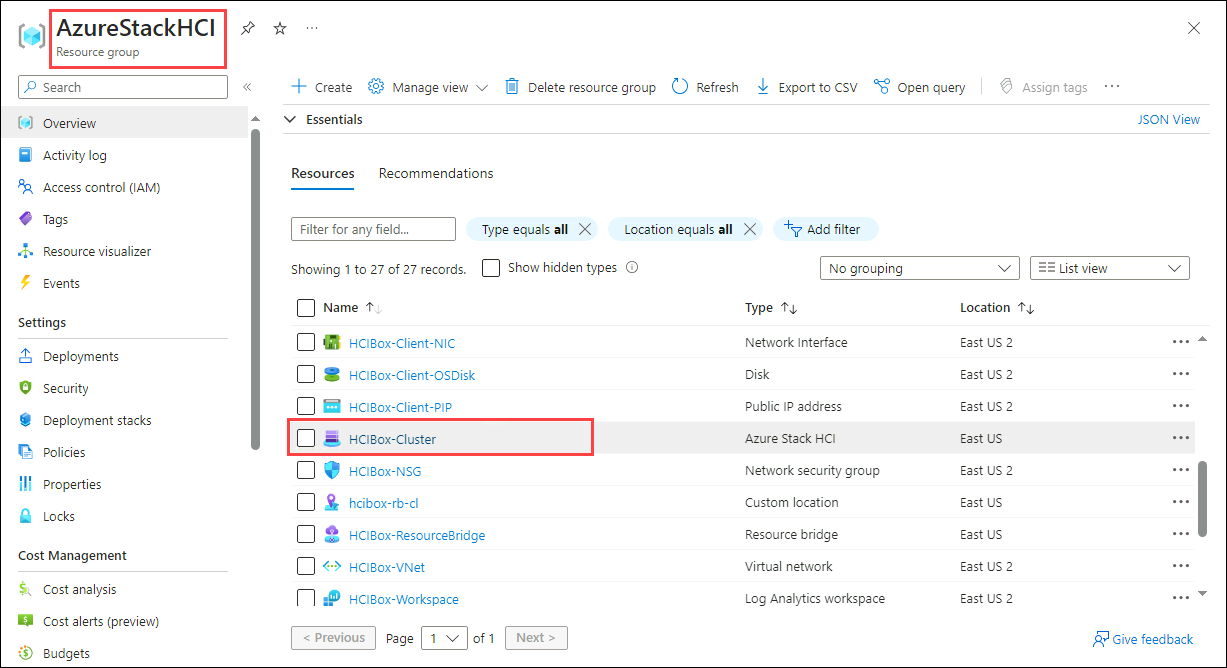 AzureStackHCI
Resource group
Search
Overview
Activity log
Access control (IAM)
Tags
Resource visualizer
Events
Settings
Deployments
Security
Deployment stacks
Policies
Properties
Locks
Cost Management
Cost analysis
Cost alerts (preview)
Budgets
Create Manage view Delete resource group Refresh Export to CSV Open query Assign tags
Essentials JSON View
Resources Recommendations
Filter for any field... Type equals all Location equals all Add filter
Showing 1 to 27 of 27 records. Show hidden types No grouping List view
Name Type Location
HCIBox-Client-NIC Network Interface East US 2
HCIBox-Client-OSDisk Disk East US 2
HCIBox-Client-PIP Public IP address East US 2
HCIBox-Cluster Azure Stack HCI East US
HCIBox-NSG Network security group East US 2
hcibox-rb-cl Custom location East US
HCIBox-ResourceBridge Resource bridge East US
HCIBox-VNet Virtual network East US 2
HCIBox-Workspace Log Analytics workspace East US 2
< Previous Page 1 of 1 Next > Give feedback